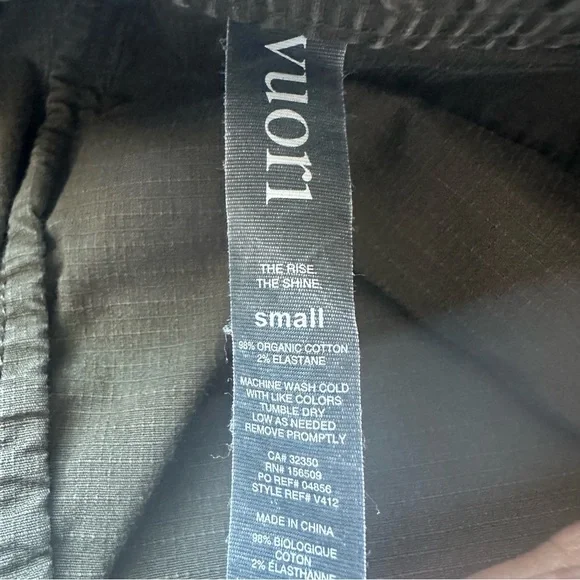 vuori
THE RISE.
THE SHINE.
small
98% ORGANIC COTTON
2% ELASTANE
MACHINE WASH COLD
WITH LIKE COLORS
TUMBLE DRY
LOW AS NEEDED
REMOVE PROMPTLY
CA# 32350
RN# 156509
PO REF# 04856
STYLE REF# V412
MADE IN CHINA
98% BIOLOGIQUE
COTON
2% ÉLASTHANNE